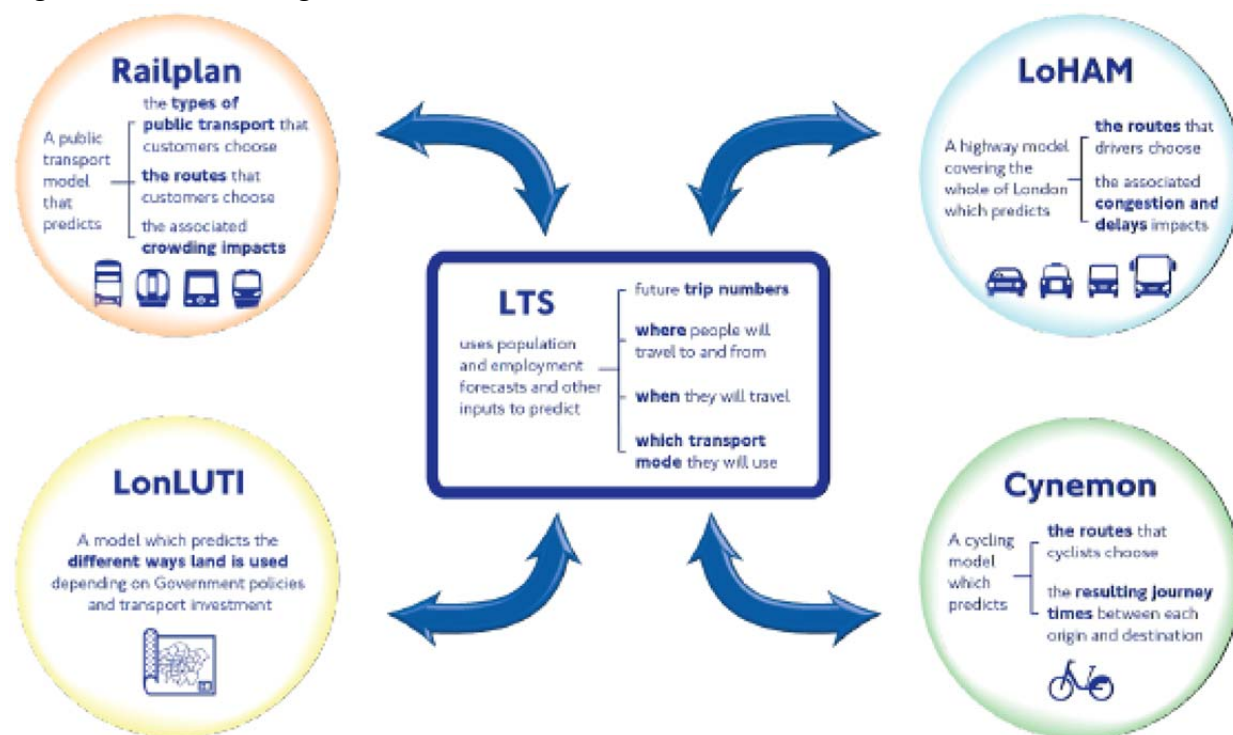 Railplan
A public
transport
model
that
predicts
the types of
public transport that
customers choose
the routes that
customers choose
the associated
crowding impacts
LoHAM
A highway model
covering the
whole of London
which predicts
the routes that
drivers choose
the associated
congestion and
delays impacts
LTS
uses population
and employment
forecasts and other
inputs to predict
future trip numbers
where people will
travel to and from
when they will travel
which transport
mode they will use
LonLUTI
A model which predicts the
different ways land is used
depending on Government policies
and transport investment
Cynemon
A cycling
model
which
predicts
the routes that
cyclists choose
the resulting journey
times between each
origin and destination